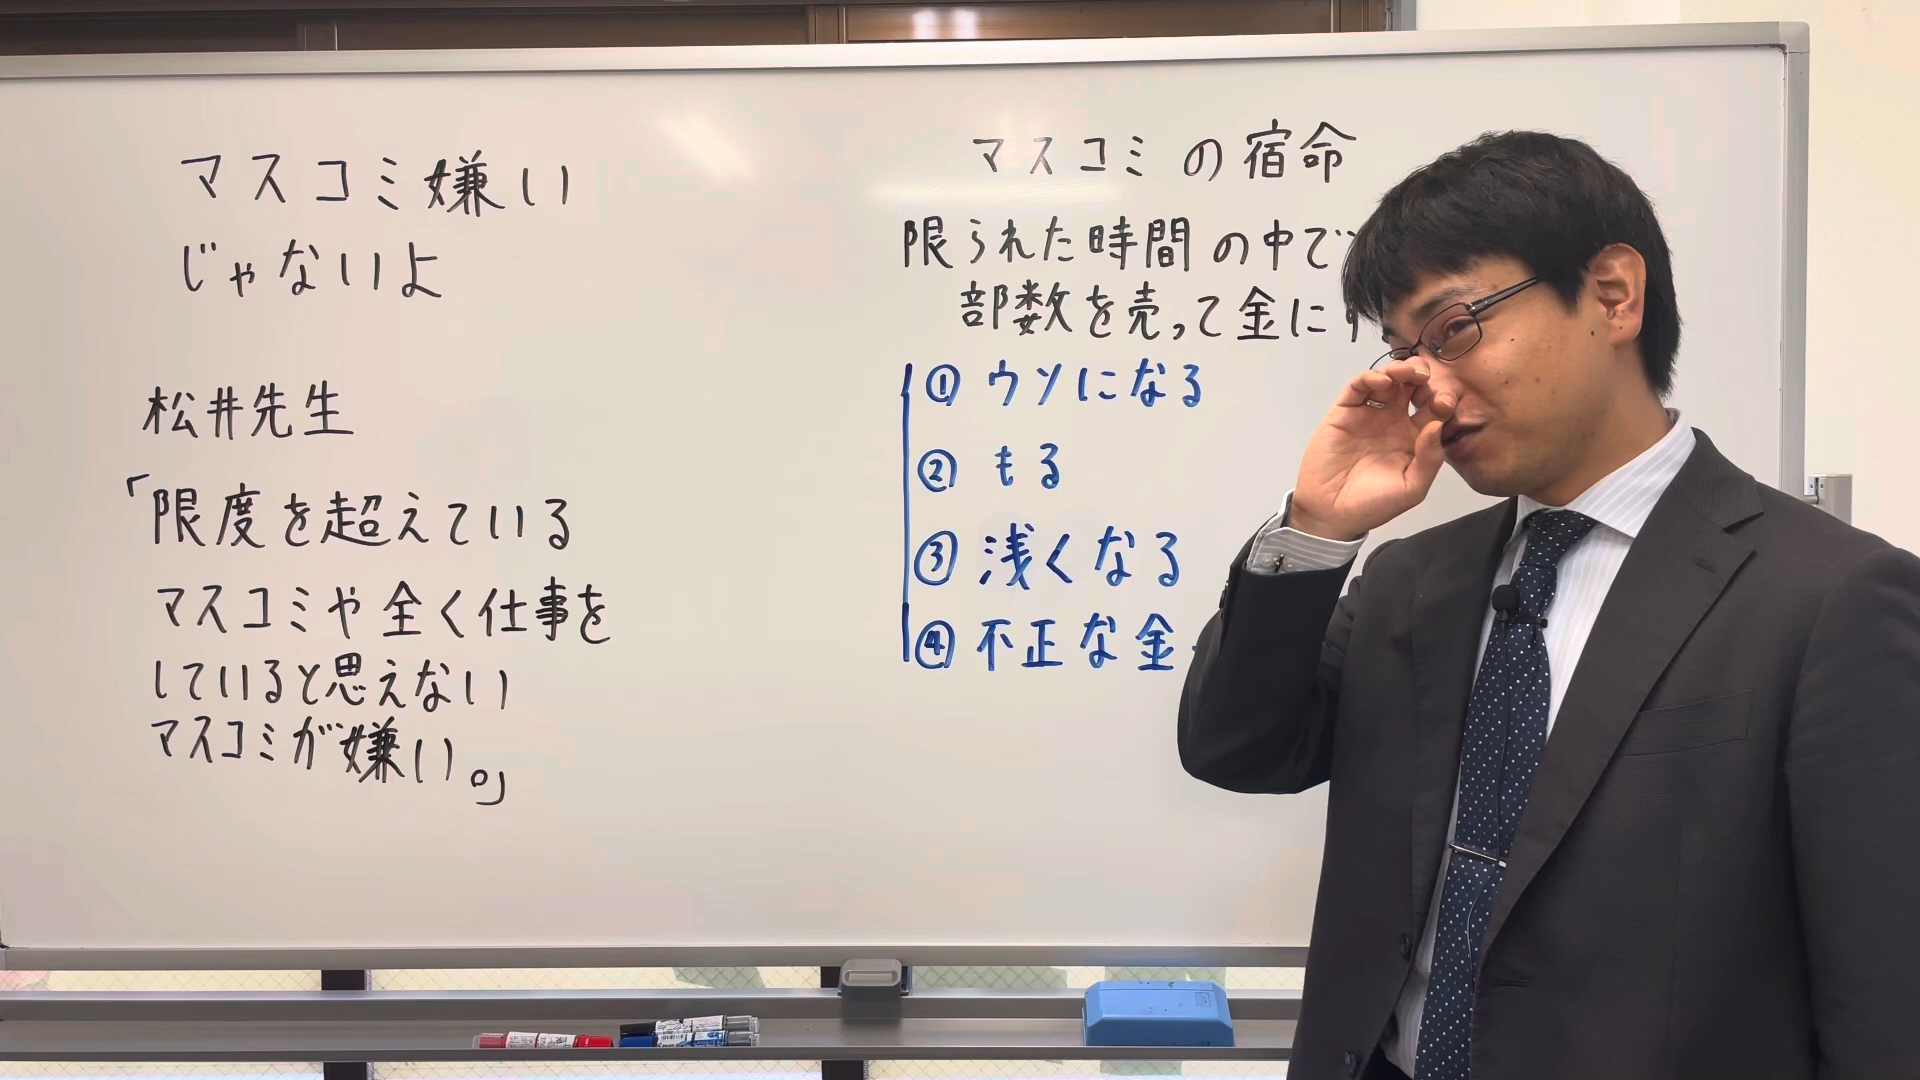 マスコミ嫌い
じゃないよ
松井先生
「限度を超えている
マスコミや全く仕事を
していると思えない
マスコミが嫌い。」
マスコミの宿命
限られた時間の中で
部数を売って金に
①ウソになる
②もる
③浅くなる
④不正な金